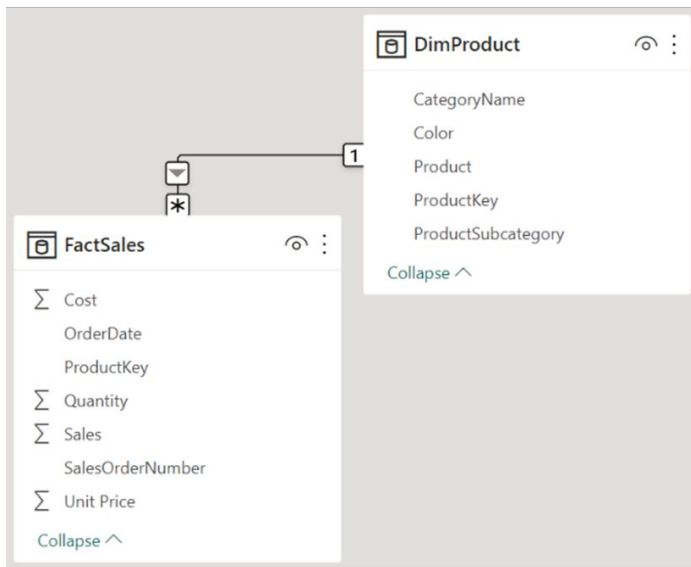 DimProduct
CategoryName
Color
Product
ProductKey
ProductSubcategory
Collapse
1
*
FactSales
Σ Cost
OrderDate
ProductKey
Σ Quantity
Σ Sales
SalesOrderNumber
Σ Unit Price
Collapse